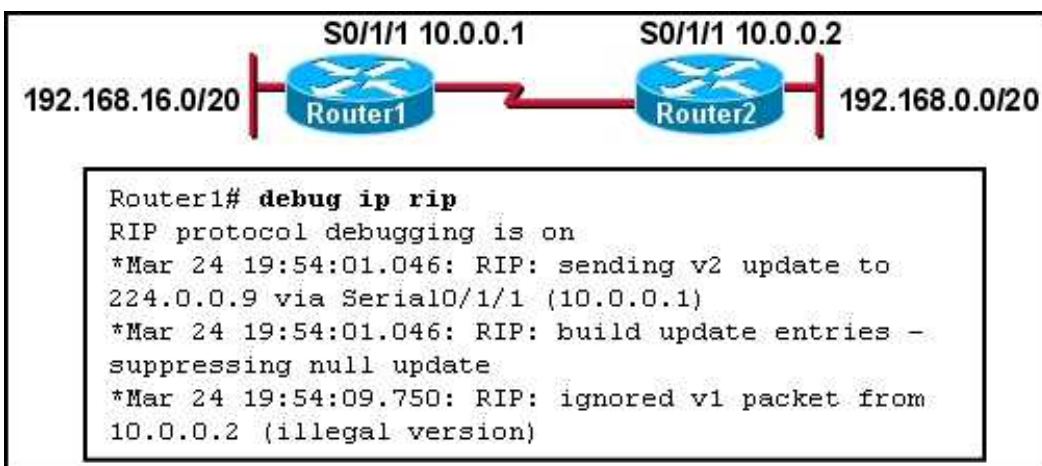 S0/1/1 10.0.0.1 S0/1/1 10.0.0.2
192.168.16.0/20 Router1 Router2 192.168.0.0/20
Router1# debug ip rip
RIP protocol debugging is on
*Mar 24 19:54:01.046: RIP: sending v2 update to
224.0.0.9 via Serial0/1/1 (10.0.0.1)
*Mar 24 19:54:01.046: RIP: build update entries –
suppressing null update
*Mar 24 19:54:09.750: RIP: ignored v1 packet from
10.0.0.2 (illegal version)